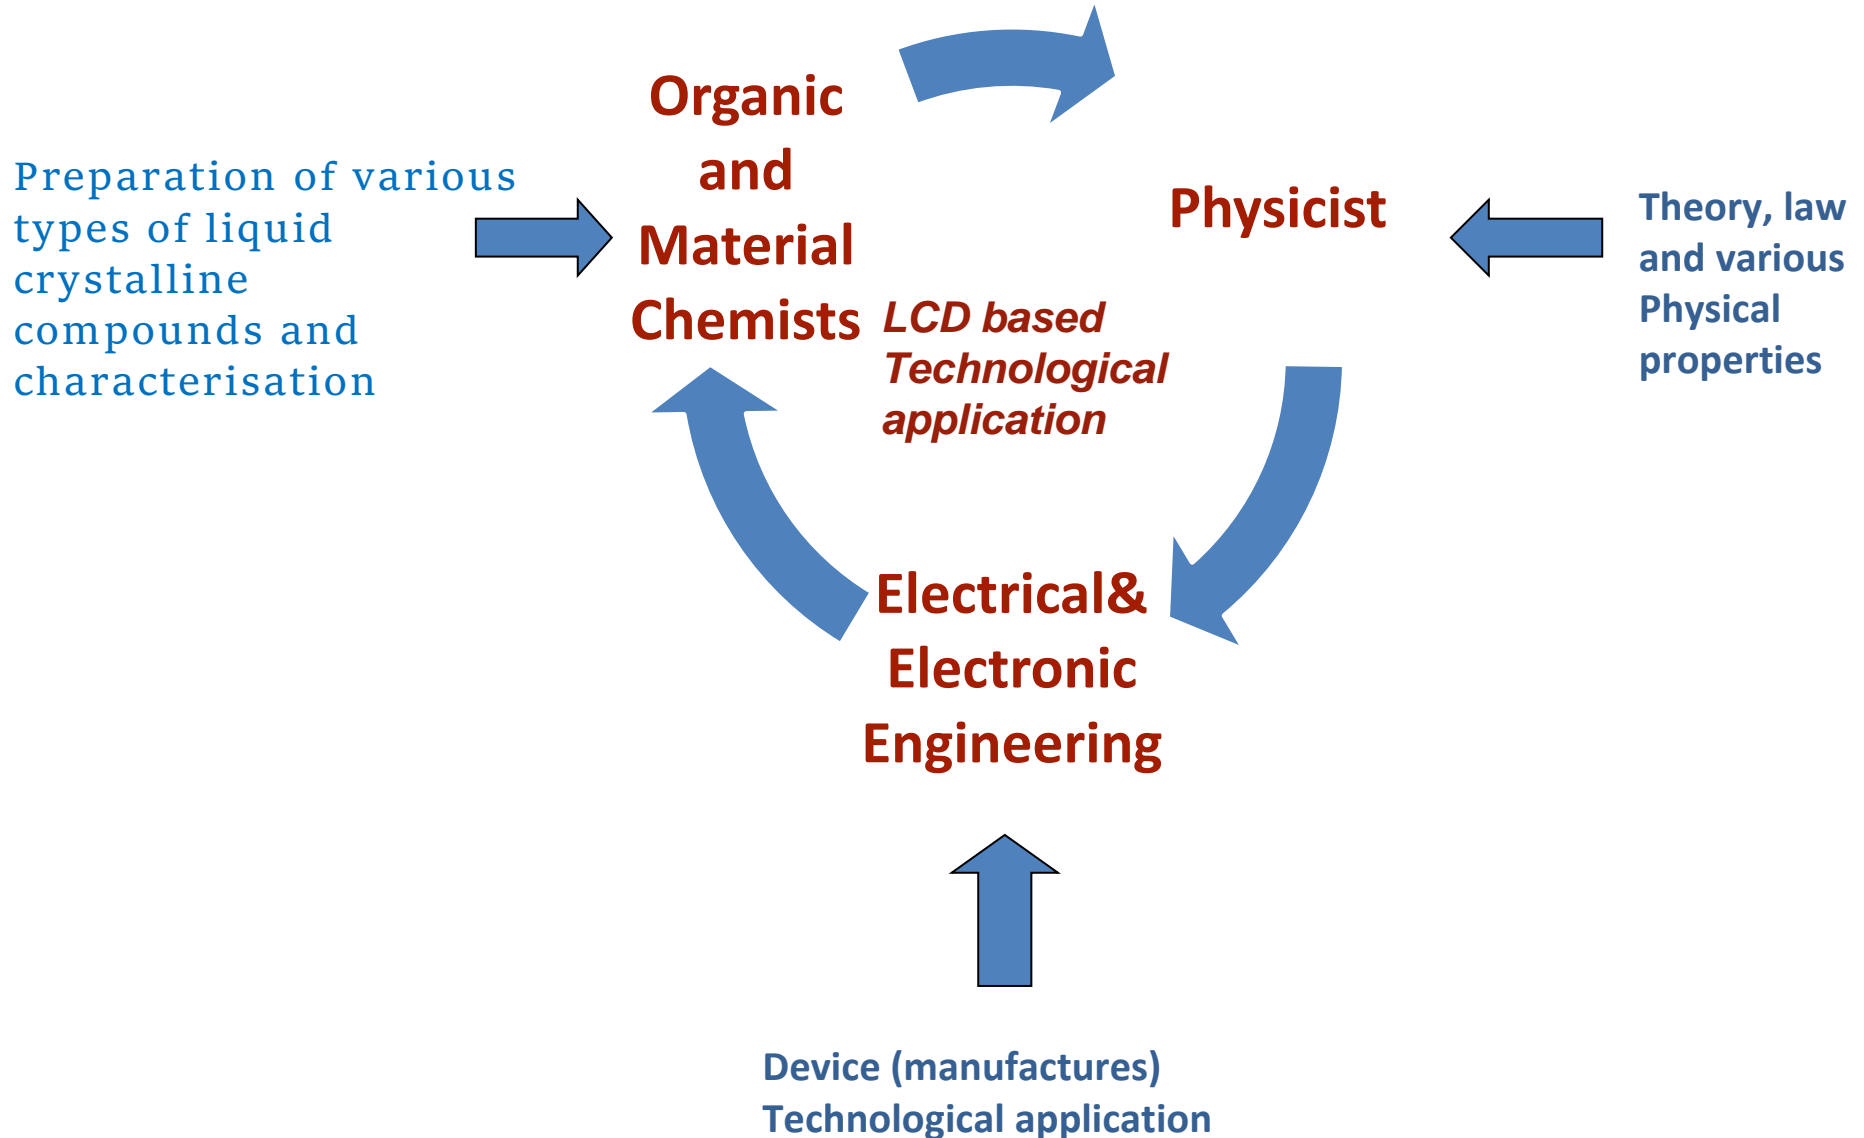 Organic
and
Material
Chemists
Preparation of various
types of liquid
crystalline
compounds and
characterisation
Physicist
Theory, law
and various
Physical
properties
LCD based
Technological
application
Electrical&
Electronic
Engineering
Device (manufactures)
Technological application